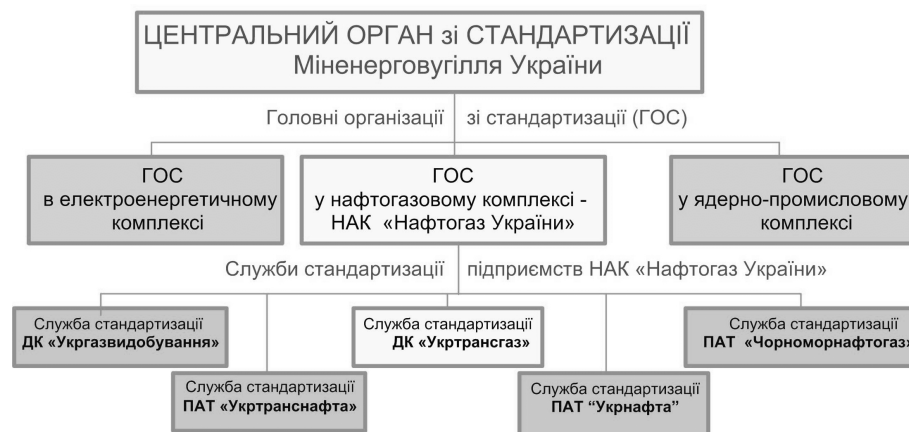 ЦЕНТРАЛЬНИЙ ОРГАН зі СТАНДАРТИЗАЦІЇ
Міненерговугілля України
Головні організації зі стандартизації (ГОС)
ГОС
в електроенергетичному
комплексі
ГОС
у нафтогазовому комплексі -
НАК «Нафтогаз України»
ГОС
у ядерно-промисловому
комплексі
Служби стандартизації підприємств НАК «Нафтогаз України»
Служба стандартизації
ДК «Укргазвидобування»
Служба стандартизації
ДК «Укртрансгаз»
Служба стандартизації
ПАТ «Чорноморнафтогаз»
Служба стандартизації
ПАТ «Укртранснафта»
Служба стандартизації
ПАТ “Укрнафта”